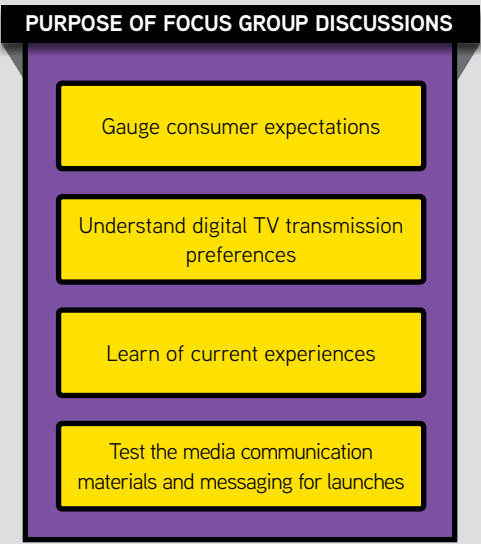 PURPOSE OF FOCUS GROUP DISCUSSIONS
Gauge consumer expectations
Understand digital TV transmission
preferences
Learn of current experiences
Test the media communication
materials and messaging for launches